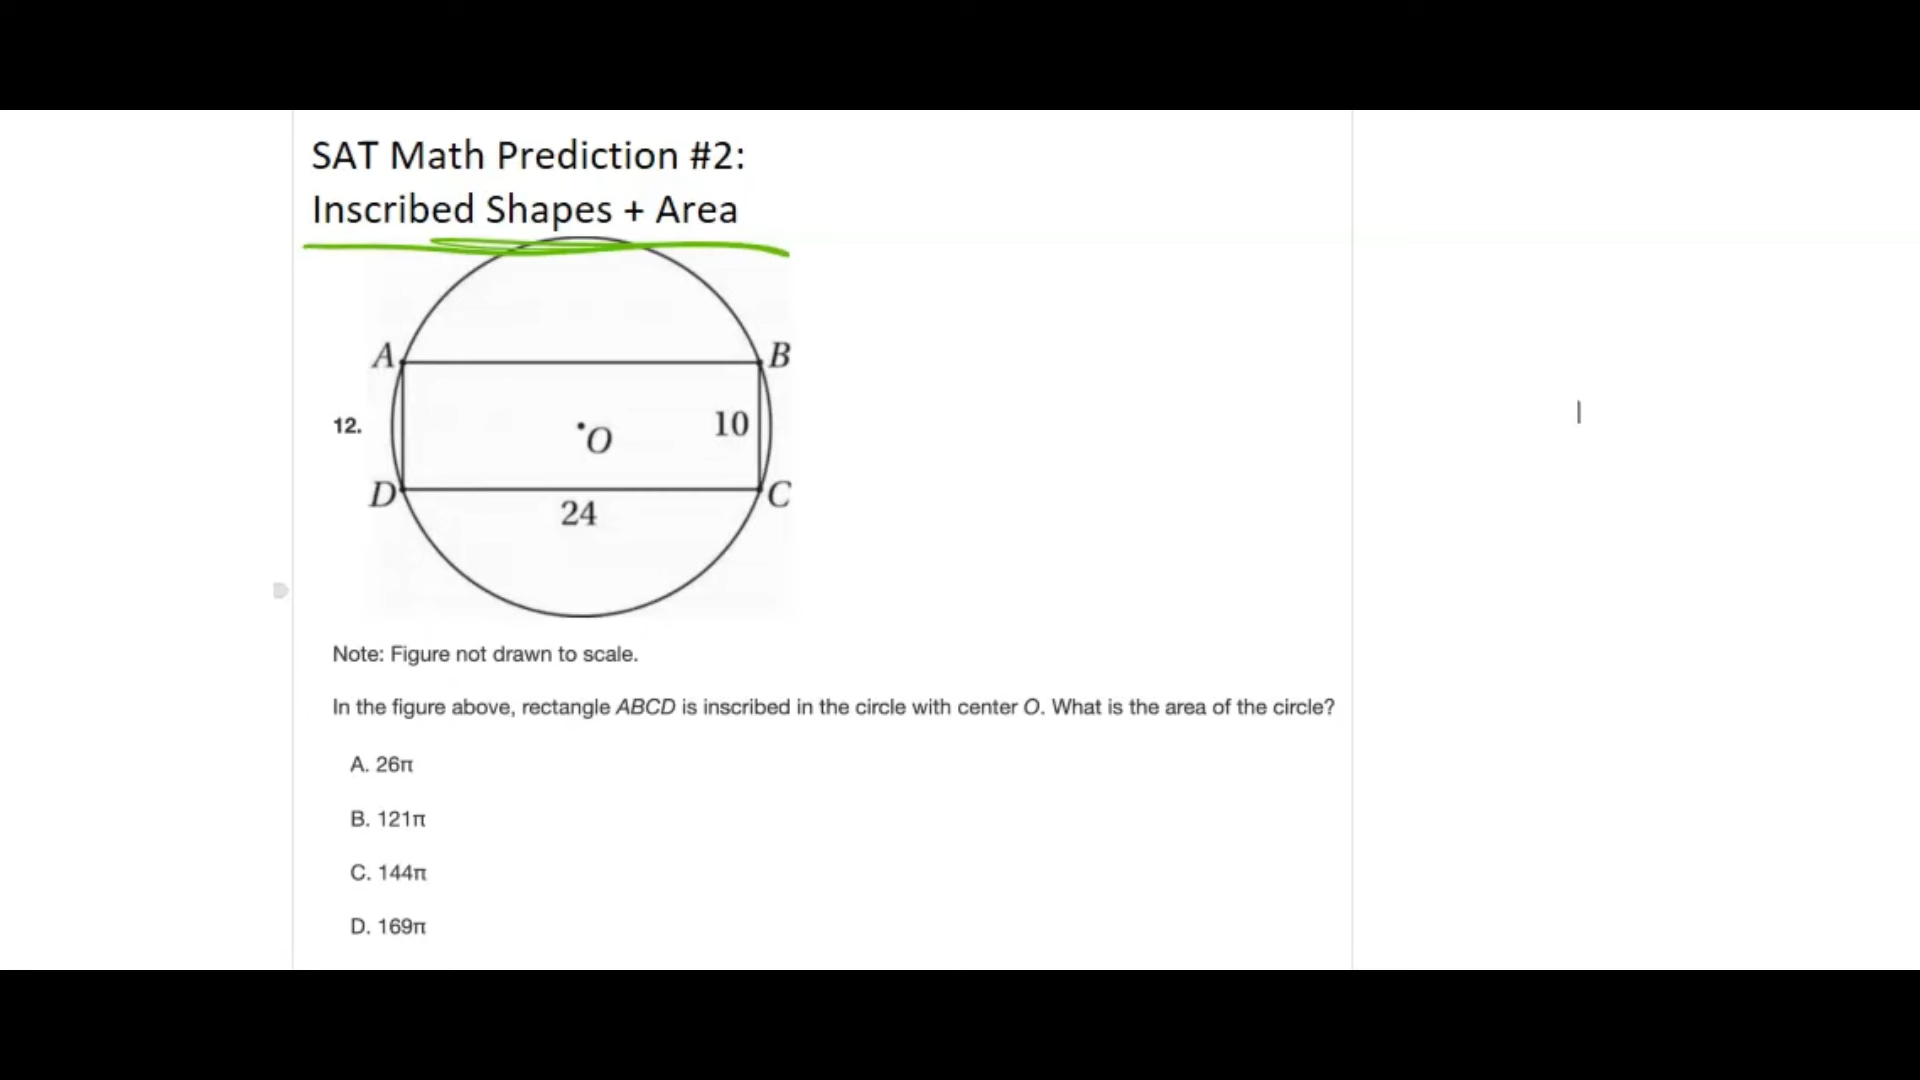 SAT Math Prediction #2:
Inscribed Shapes + Area
A
B
12.
10
O
D
C
24
Note: Figure not drawn to scale.
In the figure above, rectangle ABCD is inscribed in the circle with center O. What is the area of the circle?
A. 26π
B. 121π
C. 144π
D. 169π